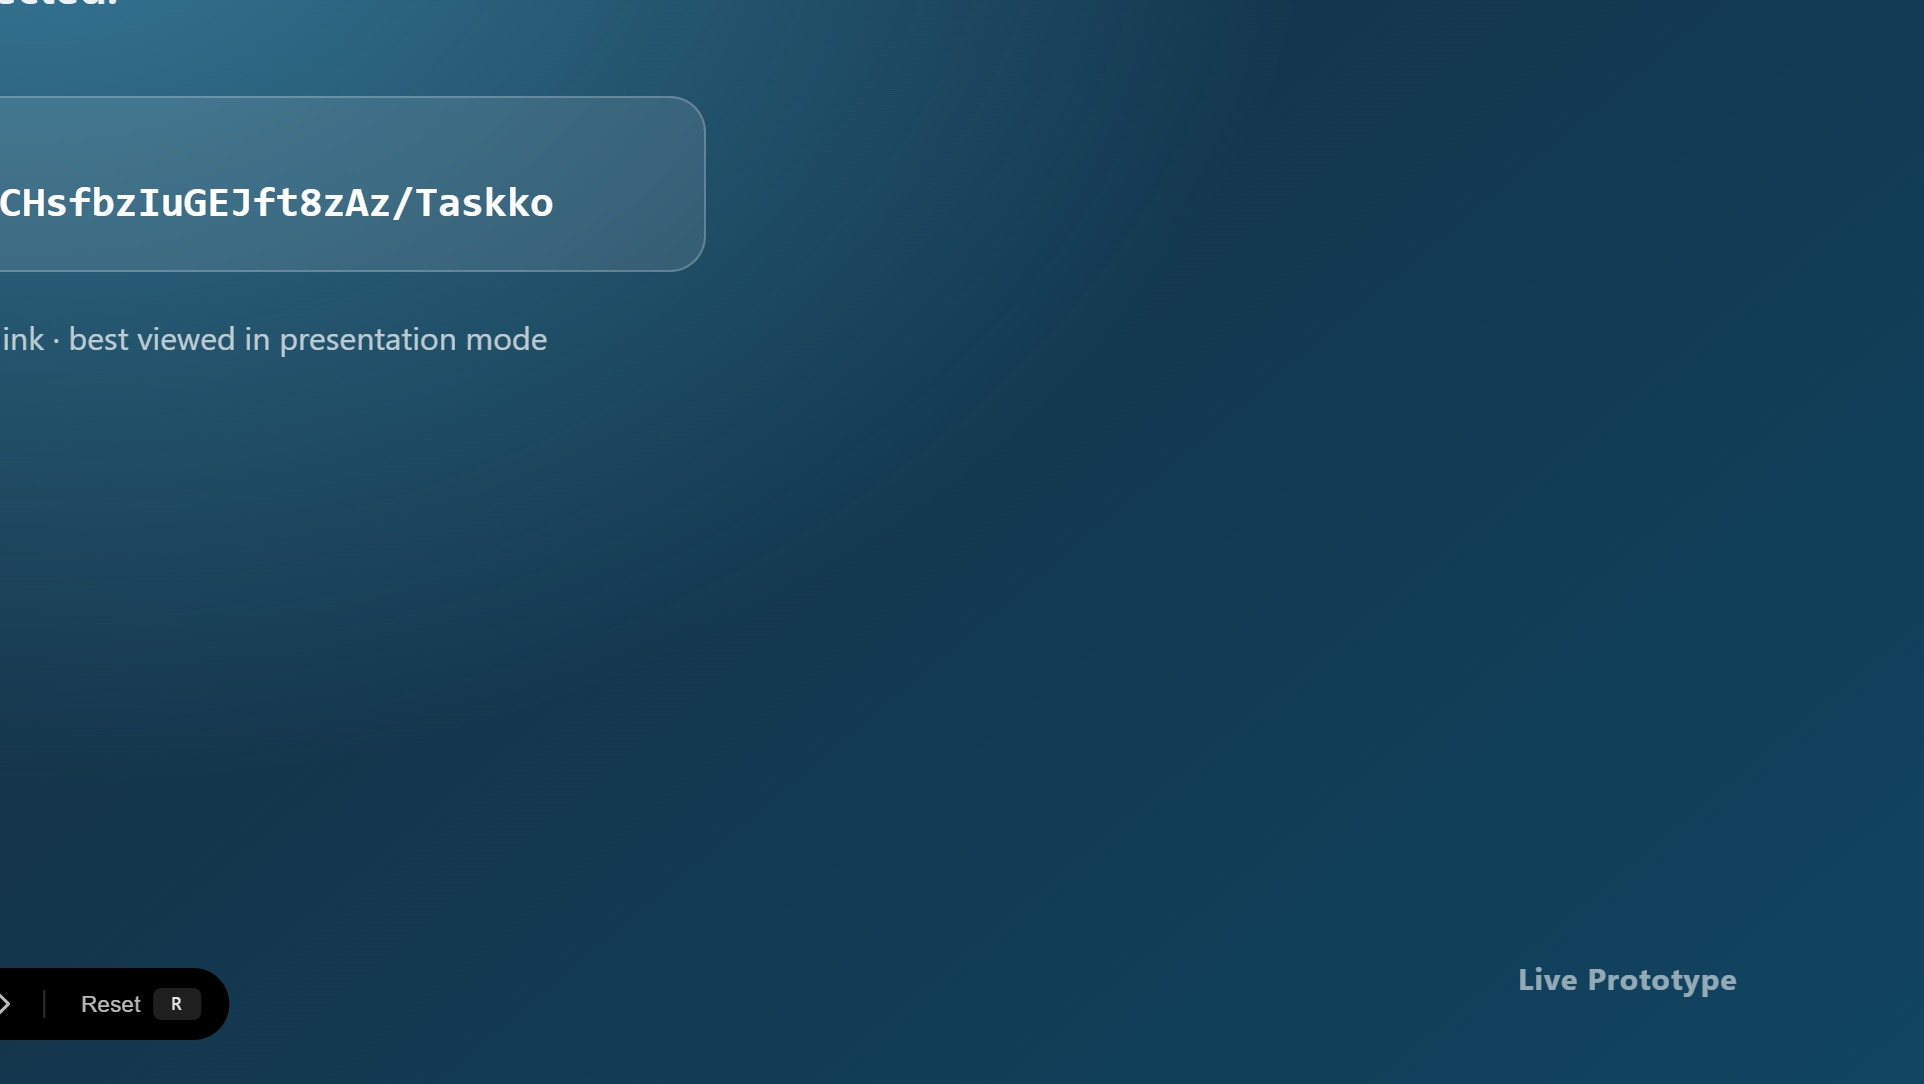 CHsfbzIuGEJft8zAz/Taskko
ink · best viewed in presentation mode
Live Prototype
Reset R